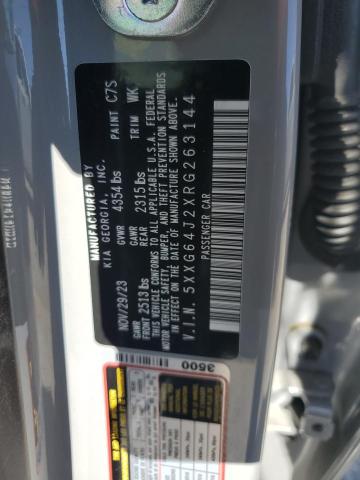 MANUFACTURED BY
KIA GEORGIA, INC.
NOV/29/23 GVWR 4354 lbs PAINT C7S
GAWR FRONT 2513 lbs GAWR REAR 2315 lbs TRIM WK
THIS VEHICLE CONFORMS TO ALL APPLICABLE U.S.A. FEDERAL
MOTOR VEHICLE SAFETY, BUMPER, AND THEFT PREVENTION STANDARDS
IN EFFECT ON THE DATE OF MANUFACTURE SHOWN ABOVE.
V.I.N. 5XXG64J2XRG263144
PASSENGER CAR
3500